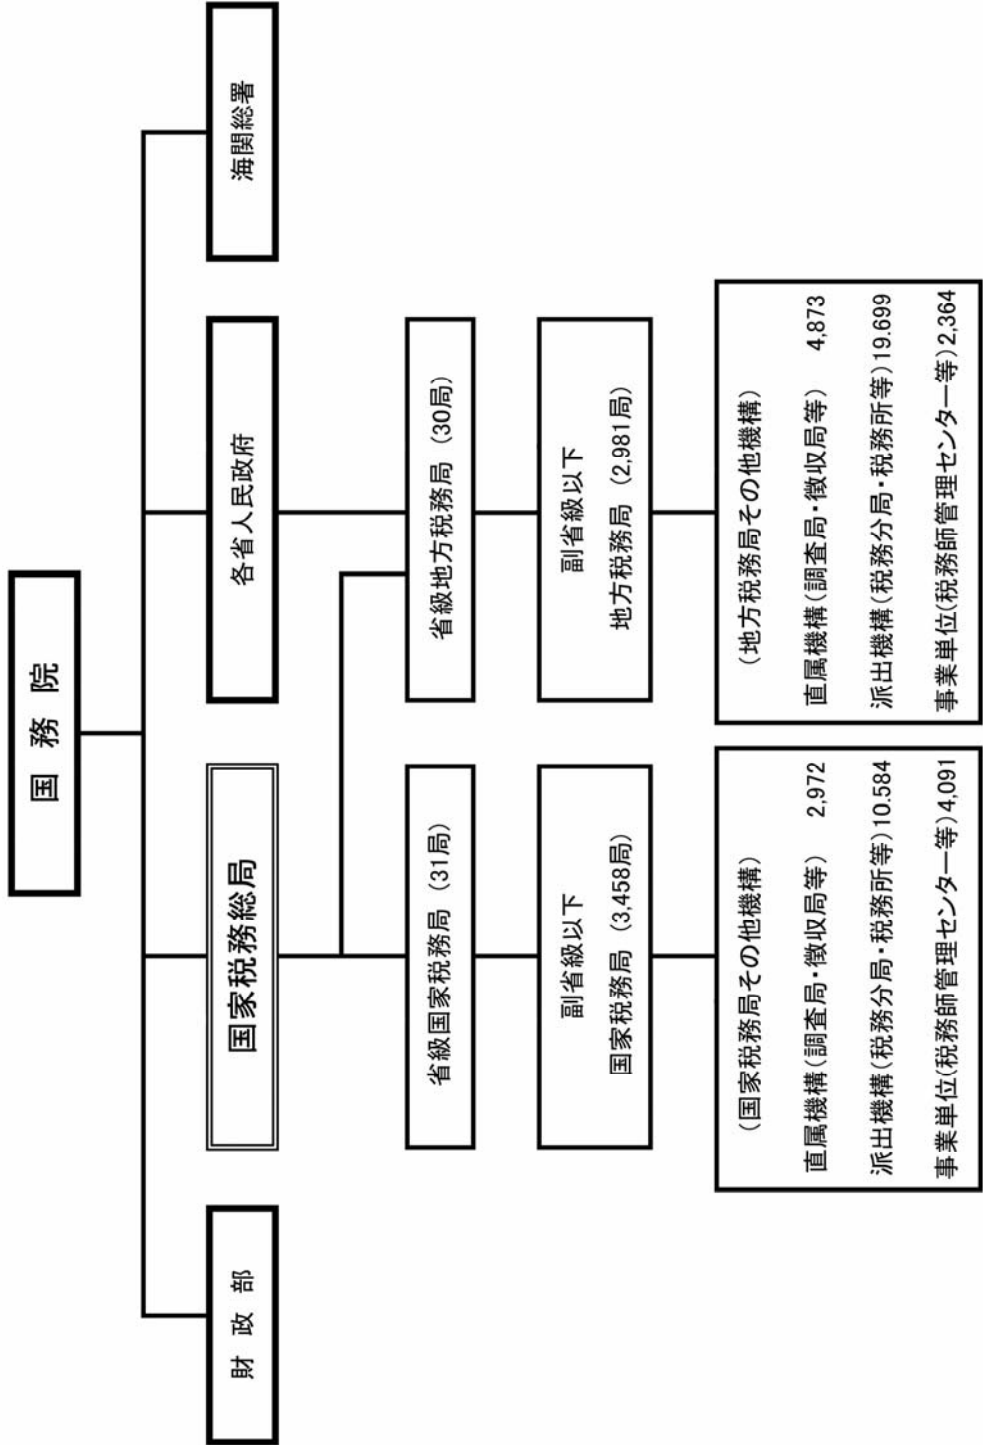 国 務 院
財 政 部
国家税務総局
各省人民政府
海関総署
省級国家税務局 (31局)
省級地方税務局 (30局)
副省級以下
国家税務局 (3,458局)
副省級以下
地方税務局 (2,981局)
(国家税務局その他機構)
直属機構(調査局・徴収局等) 2,972
派出機構(税務分局・税務所等)10.584
事業単位(税務師管理センター等)4,091
(地方税務局その他機構)
直属機構(調査局・徴収局等) 4,873
派出機構(税務分局・税務所等)19.699
事業単位(税務師管理センター等)2,364